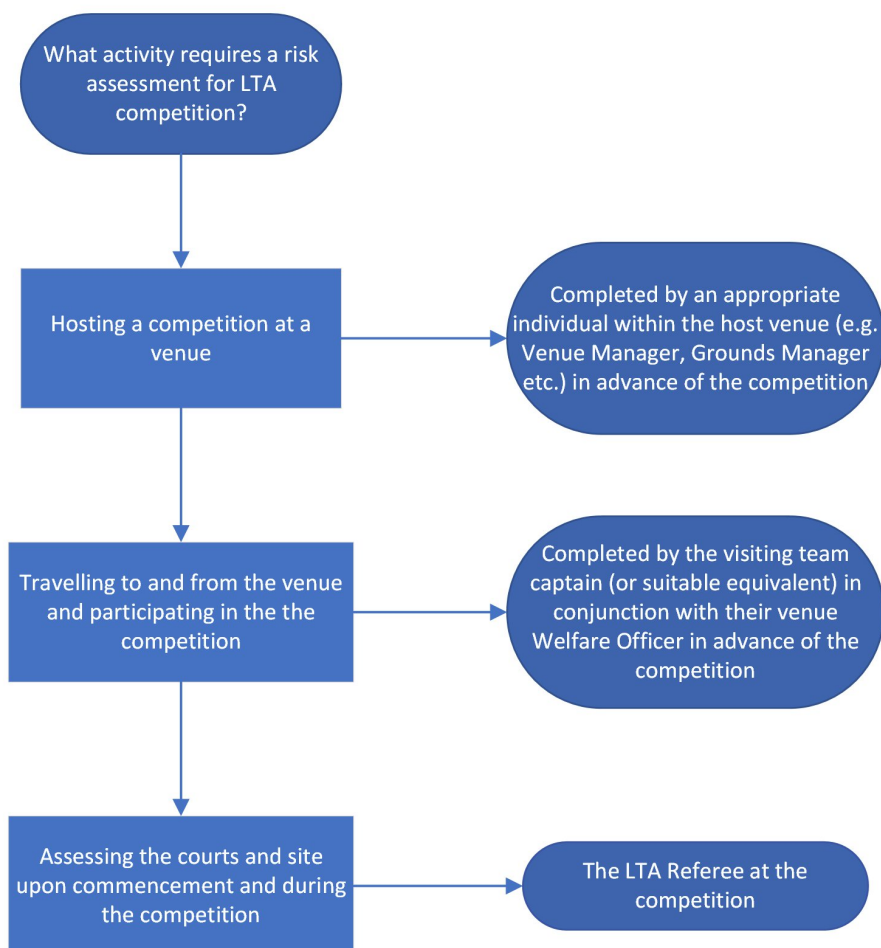 What activity requires a risk
assessment for LTA
competition?
Hosting a competition at a
venue
Completed by an appropriate
individual within the host venue (e.g.
Venue Manager, Grounds Manager
etc.) in advance of the competition
Travelling to and from the venue
and participating in the the
competition
Completed by the visiting team
captain (or suitable equivalent) in
conjunction with their venue
Welfare Officer in advance of the
competition
Assessing the courts and site
upon commencement and during
the competition
The LTA Referee at the
competition